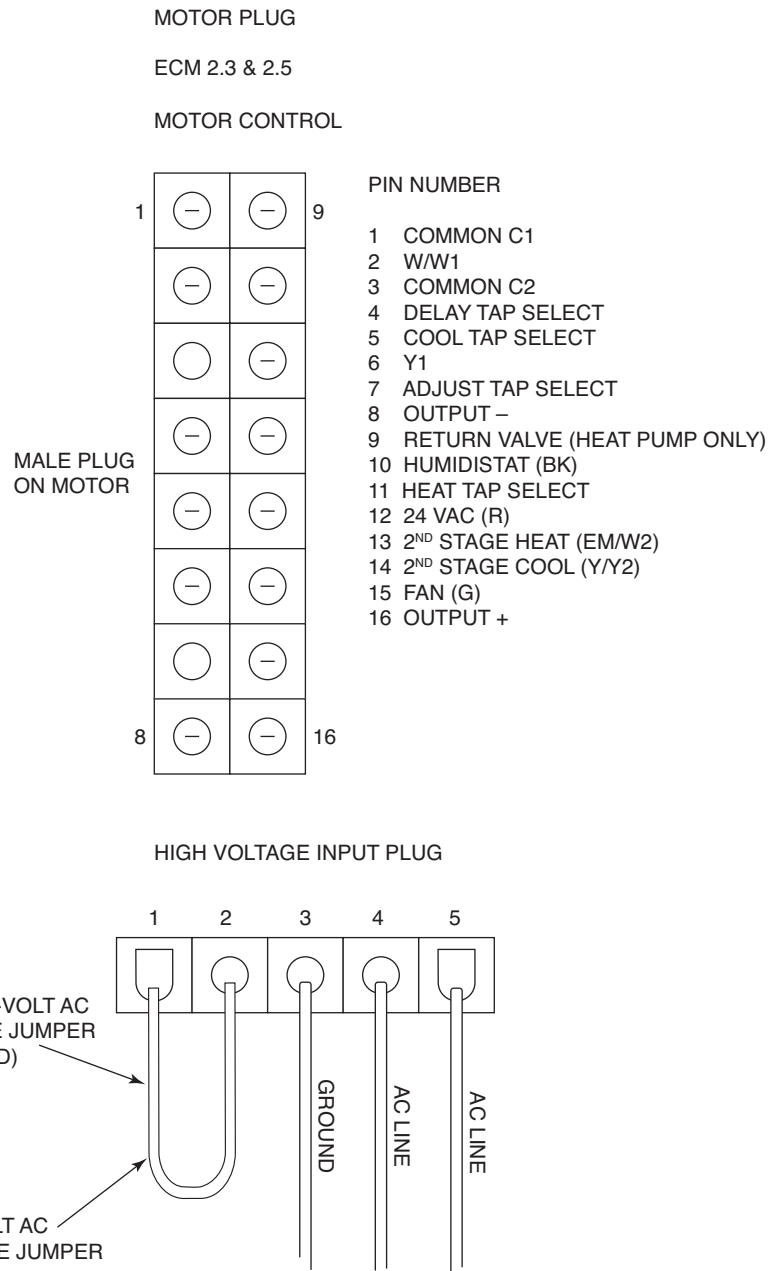 MOTOR PLUG
ECM 2.3 & 2.5
MOTOR CONTROL
1
9
8
16
MALE PLUG
ON MOTOR
PIN NUMBER
1 COMMON C1
2 W/W1
3 COMMON C2
4 DELAY TAP SELECT
5 COOL TAP SELECT
6 Y1
7 ADJUST TAP SELECT
8 OUTPUT –
9 RETURN VALVE (HEAT PUMP ONLY)
10 HUMIDISTAT (BK)
11 HEAT TAP SELECT
12 24 VAC (R)
13 2ND STAGE HEAT (EM/W2)
14 2ND STAGE COOL (Y/Y2)
15 FAN (G)
16 OUTPUT +
HIGH VOLTAGE INPUT PLUG
1 2 3 4 5
-VOLT AC
JUMPER
GROUND
AC LINE
AC LINE
AC
JUMPER